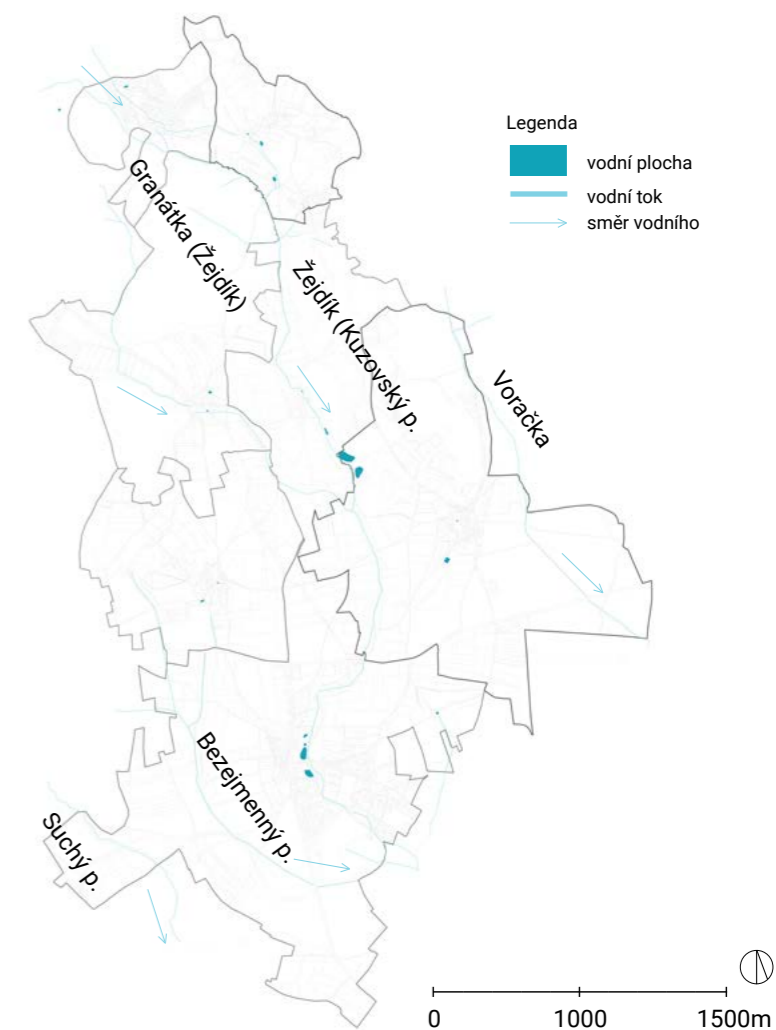 Legenda
vodní plocha
vodní tok
směr vodního
Granátka (Žejdík)
Žejdík (Kuzovský p.
Voračka
Bezejmenný p.
Suchý p.
0 1000 1500m